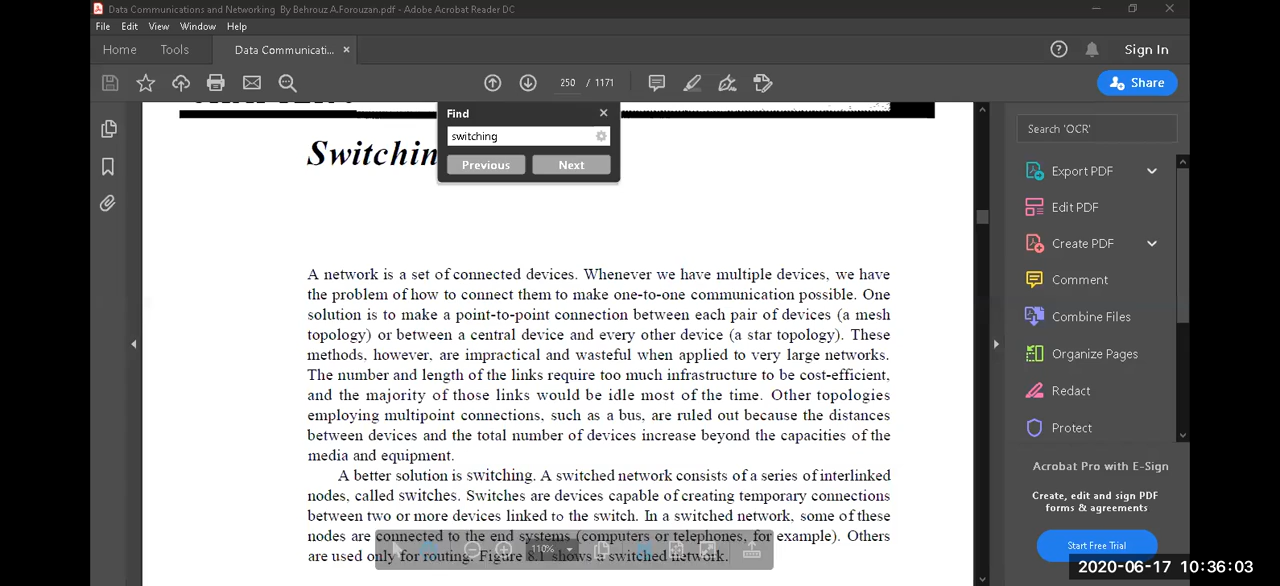 Data Communications and Networking By Behrouz A.Forouzan.pdf - Adobe Acrobat Reader DC
File Edit View Window Help
Home Tools Data Communicati... ×
Sign In
250 / 1171
Share
Find
switching
Previous Next
Switchin
Search 'OCR'
Export PDF
Edit PDF
Create PDF
Comment
Combine Files
Organize Pages
Redact
Protect
A network is a set of connected devices. Whenever we have multiple devices, we have
the problem of how to connect them to make one-to-one communication possible. One
solution is to make a point-to-point connection between each pair of devices (a mesh
topology) or between a central device and every other device (a star topology). These
methods, however, are impractical and wasteful when applied to very large networks.
The number and length of the links require too much infrastructure to be cost-efficient,
and the majority of those links would be idle most of the time. Other topologies
employing multipoint connections, such as a bus, are ruled out because the distances
between devices and the total number of devices increase beyond the capacities of the
media and equipment.
A better solution is switching. A switched network consists of a series of interlinked
nodes, called switches. Switches are devices capable of creating temporary connections
between two or more devices linked to the switch. In a switched network, some of these
nodes are connected to the end systems (computers or telephones, for example). Others
are used only for routing. Figure 8.1 shows a switched network.
110%
Acrobat Pro with E-Sign
Create, edit and sign PDF
forms & agreements
Start Free Trial
2020-06-17 10:36:03